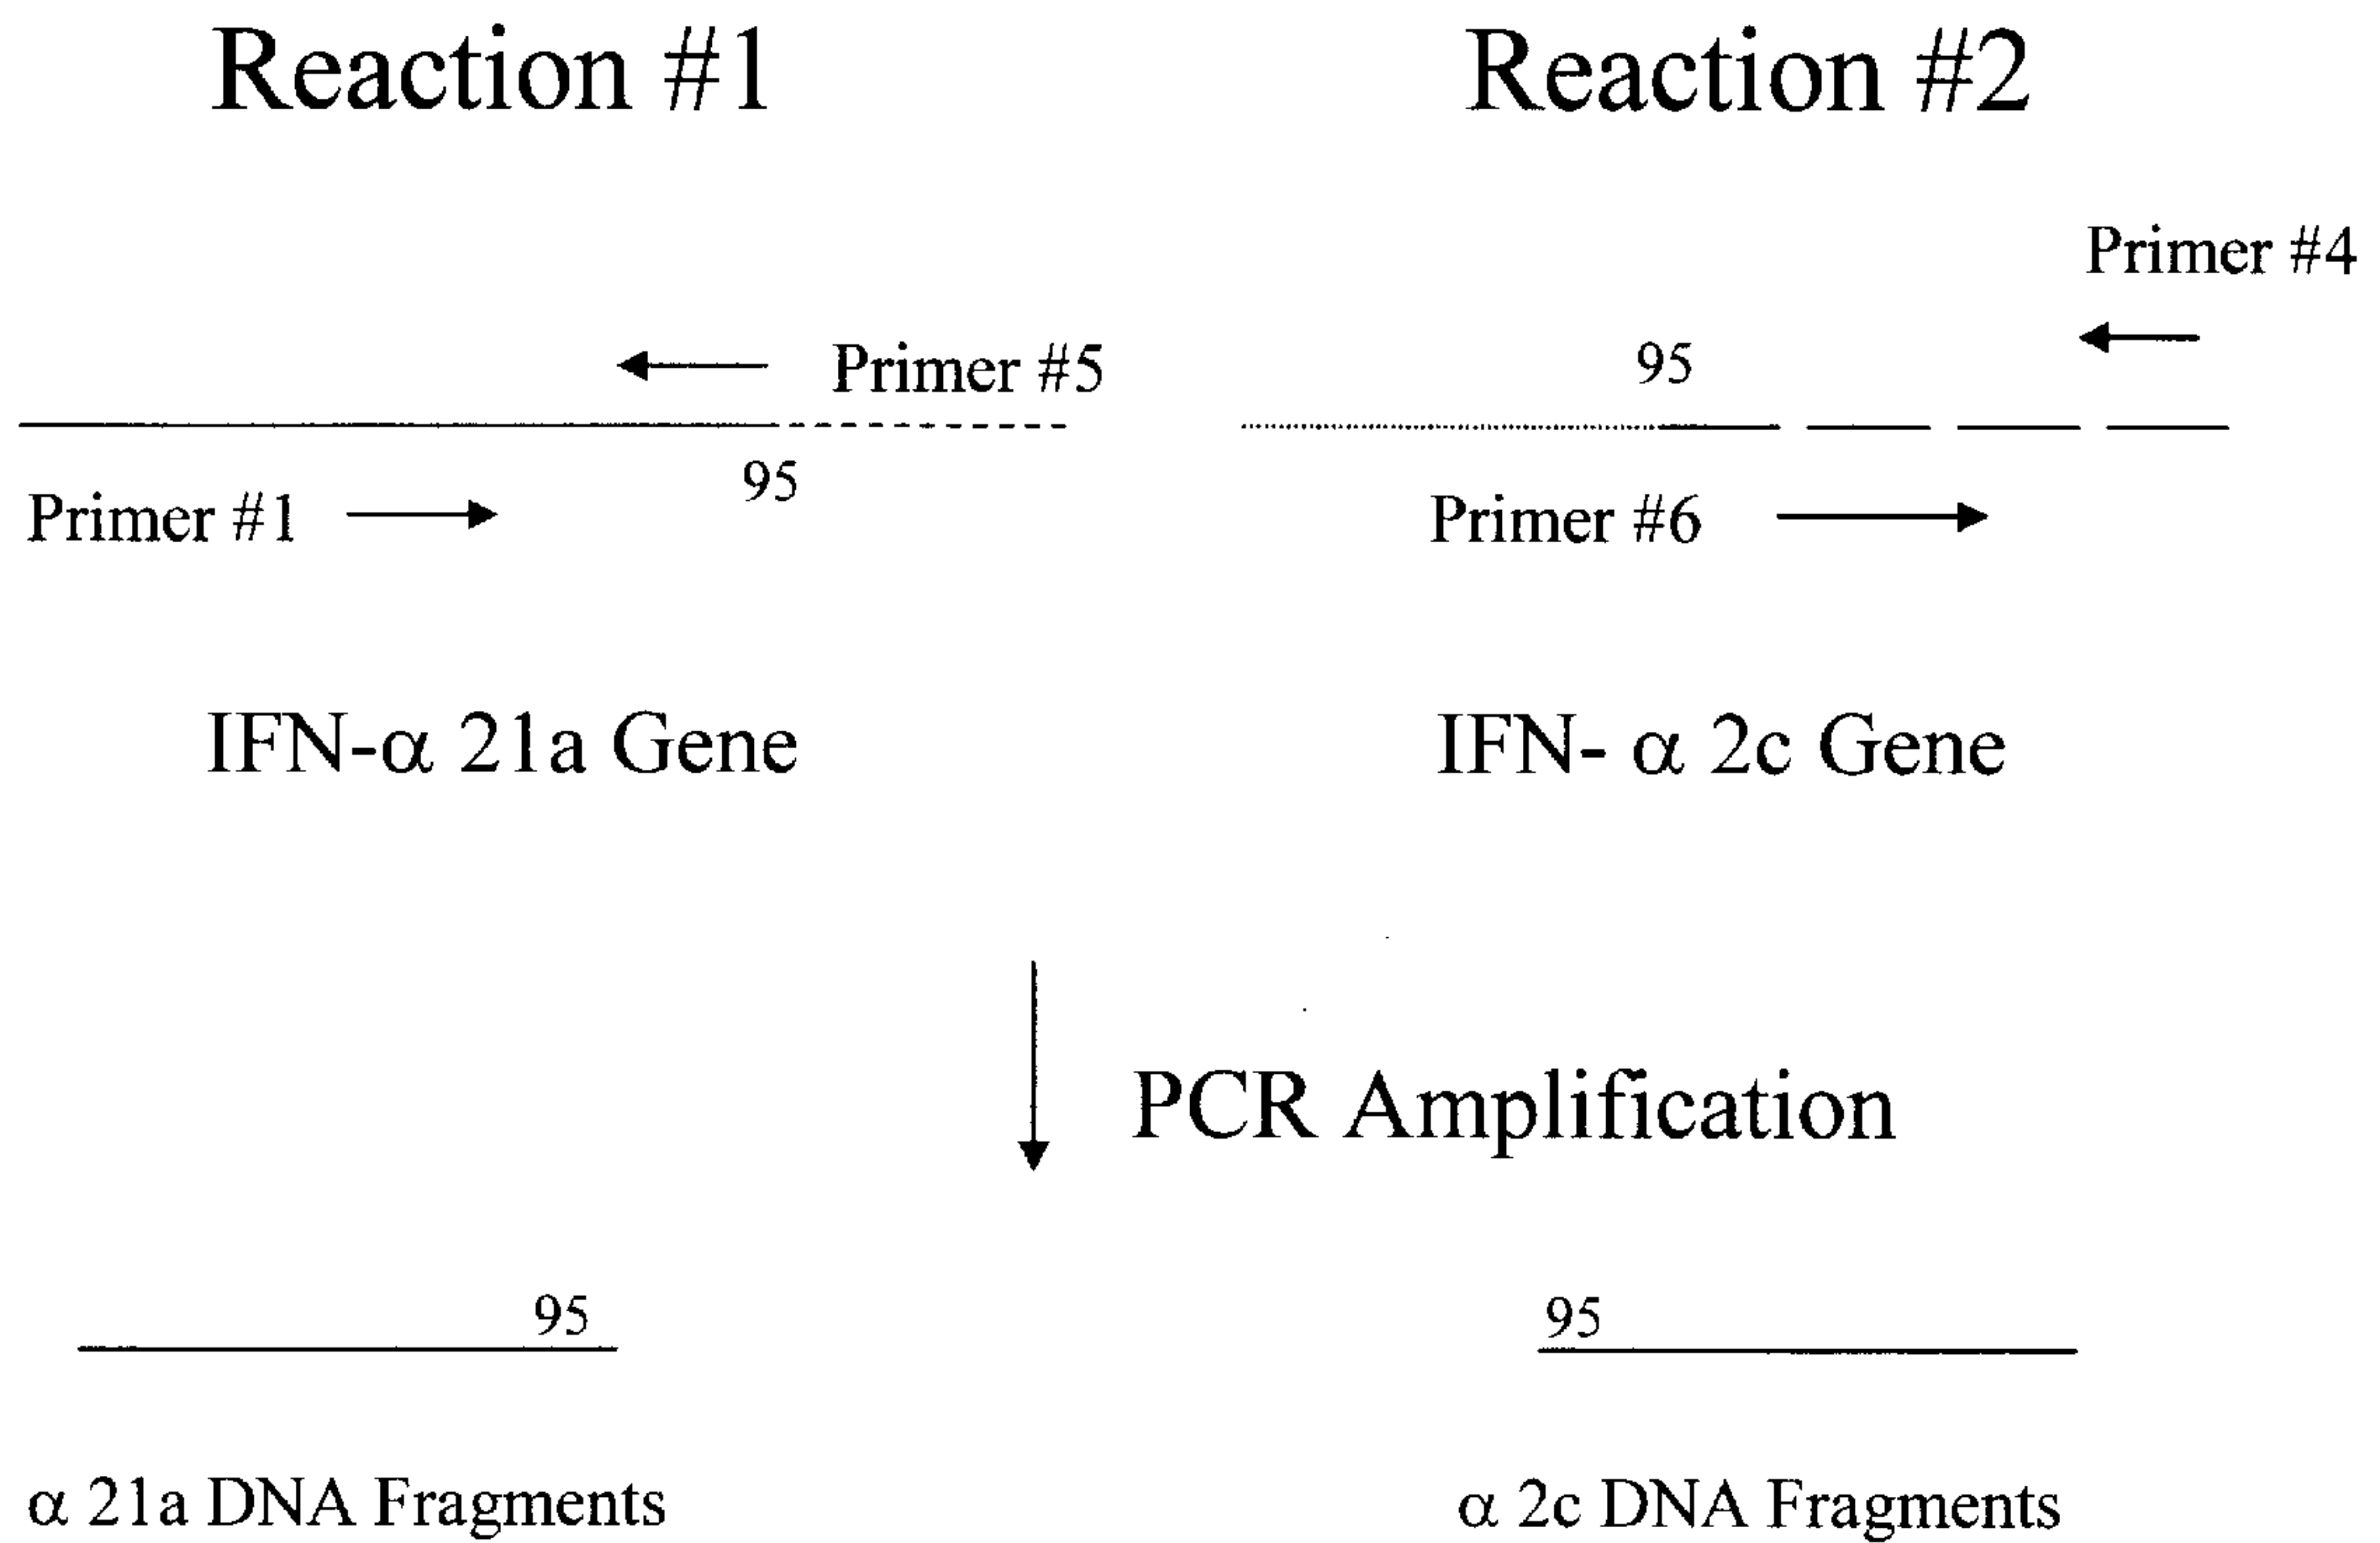 Reaction #1
Reaction #2
Primer #4
Primer #5
95
95
Primer #1
Primer #6
IFN-α 21a Gene
IFN- α 2c Gene
PCR Amplification
95
95
α 21a DNA Fragments
α 2c DNA Fragments